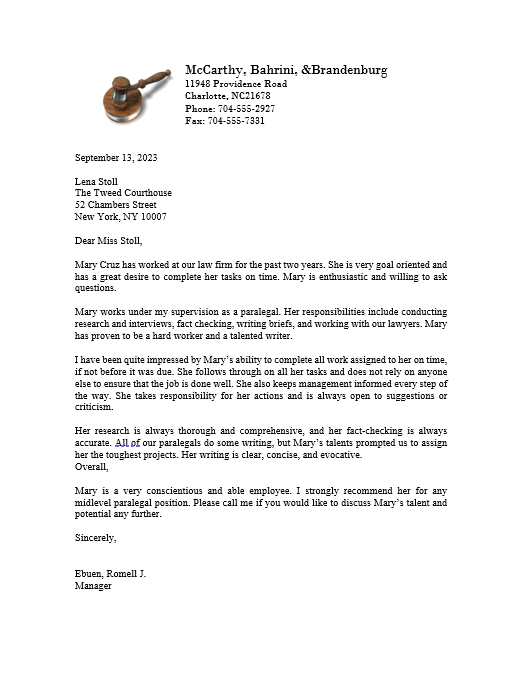 McCarthy, Bahrini, &Brandenburg
11948 Providence Road
Charlotte, NC21678
Phone: 704-555-2927
Fax: 704-555-7331
September 13, 2023
Lena Stoll
The Tweed Courthouse
52 Chambers Street
New York, NY 10007
Dear Miss Stoll,
Mary Cruz has worked at our law firm for the past two years. She is very goal oriented and
has a great desire to complete her tasks on time. Mary is enthusiastic and willing to ask
questions.
Mary works under my supervision as a paralegal. Her responsibilities include conducting
research and interviews, fact checking, writing briefs, and working with our lawyers. Mary
has proven to be a hard worker and a talented writer.
I have been quite impressed by Mary’s ability to complete all work assigned to her on time,
if not before it was due. She follows through on all her tasks and does not rely on anyone
else to ensure that the job is done well. She also keeps management informed every step of
the way. She takes responsibility for her actions and is always open to suggestions or
criticism.
Her research is always thorough and comprehensive, and her fact-checking is always
accurate. All of our paralegals do some writing, but Mary’s talents prompted us to assign
her the toughest projects. Her writing is clear, concise, and evocative.
Overall,
Mary is a very conscientious and able employee. I strongly recommend her for any
midlevel paralegal position. Please call me if you would like to discuss Mary’s talent and
potential any further.
Sincerely,
Ebuen, Romell J.
Manager